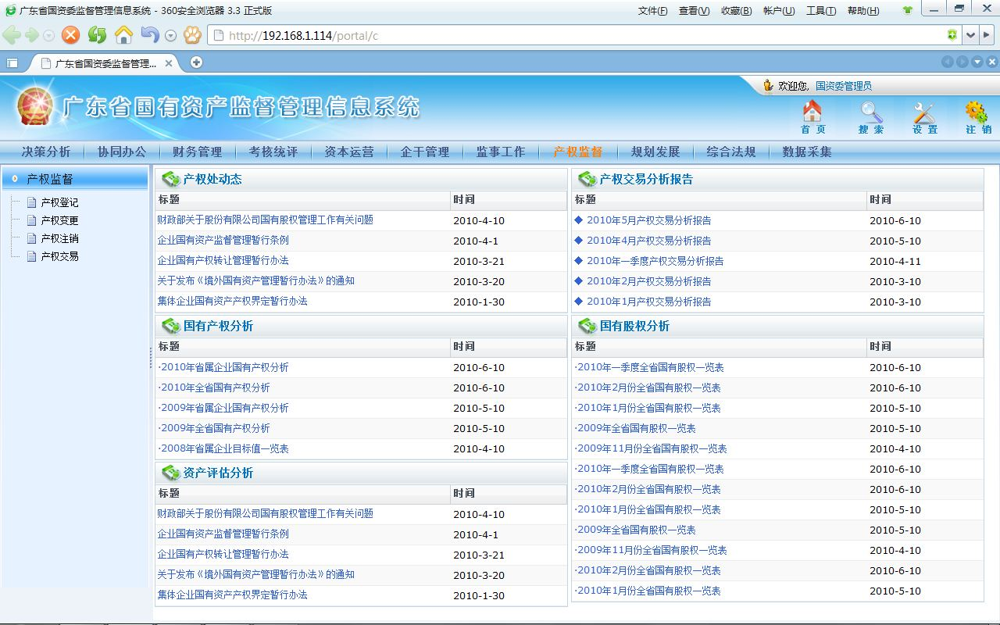 广东省国资委监督管理信息系统 - 360安全浏览器 3.3 正式版
文件(F) 查看(V) 收藏(B) 帐户(U) 工具(T) 帮助(H)
http://192.168.1.114/portal/c
广东省国资委监督管理...
欢迎您, 国资委管理员
广东省国有资产监督管理信息系统
首 页 搜 索 设 置 注 销
决策分析 协同办公 财务管理 考核统评 资本运营 企干管理 监事工作 产权监督 规划发展 综合法规 数据采集
产权监督
产权登记
产权变更
产权注销
产权交易
产权处动态
标题 时间
财政部关于股份有限公司国有股权管理工作有关问题 2010-4-10
企业国有资产监督管理暂行条例 2010-4-1
企业国有产权转让管理暂行办法 2010-3-21
关于发布《境外国有资产管理暂行办法》的通知 2010-3-20
集体企业国有资产产权界定暂行办法 2010-1-30
国有产权分析
标题 时间
·2010年省属企业国有产权分析 2010-6-10
·2010年全省国有产权分析 2010-6-10
·2009年省属企业国有产权分析 2010-5-10
·2009年全省国有产权分析 2010-5-10
·2008年省属企业目标值一览表 2010-4-10
资产评估分析
标题 时间
财政部关于股份有限公司国有股权管理工作有关问题 2010-4-10
企业国有资产监督管理暂行条例 2010-4-1
企业国有产权转让管理暂行办法 2010-3-21
关于发布《境外国有资产管理暂行办法》的通知 2010-3-20
集体企业国有资产产权界定暂行办法 2010-1-30
产权交易分析报告
标题 时间
◆ 2010年5月产权交易分析报告 2010-6-10
◆ 2010年4月产权交易分析报告 2010-5-10
◆ 2010年一季度产权交易分析报告 2010-4-11
◆ 2010年2月产权交易分析报告 2010-3-10
◆ 2010年1月产权交易分析报告 2010-3-10
国有股权分析
标题 时间
·2010年一季度全省国有股权一览表 2010-6-10
·2010年2月份全省国有股权一览表 2010-6-10
·2010年1月份全省国有股权一览表 2010-5-10
·2009年全省国有股权一览表 2010-5-10
·2009年11月份全省国有股权一览表 2010-4-10
·2010年一季度全省国有股权一览表 2010-6-10
·2010年2月份全省国有股权一览表 2010-6-10
·2010年1月份全省国有股权一览表 2010-5-10
·2009年全省国有股权一览表 2010-5-10
·2009年11月份全省国有股权一览表 2010-4-10
·2010年2月份全省国有股权一览表 2010-6-10
·2010年1月份全省国有股权一览表 2010-5-10